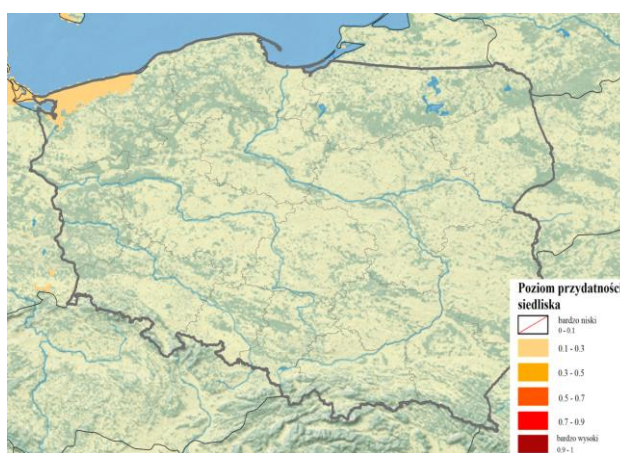 Poziom przydatności
siedliska
bardzo niski
0 - 0.1
0.1 - 0.3
0.3 - 0.5
0.5 - 0.7
0.7 - 0.9
bardzo wysoki
0.9 - 1